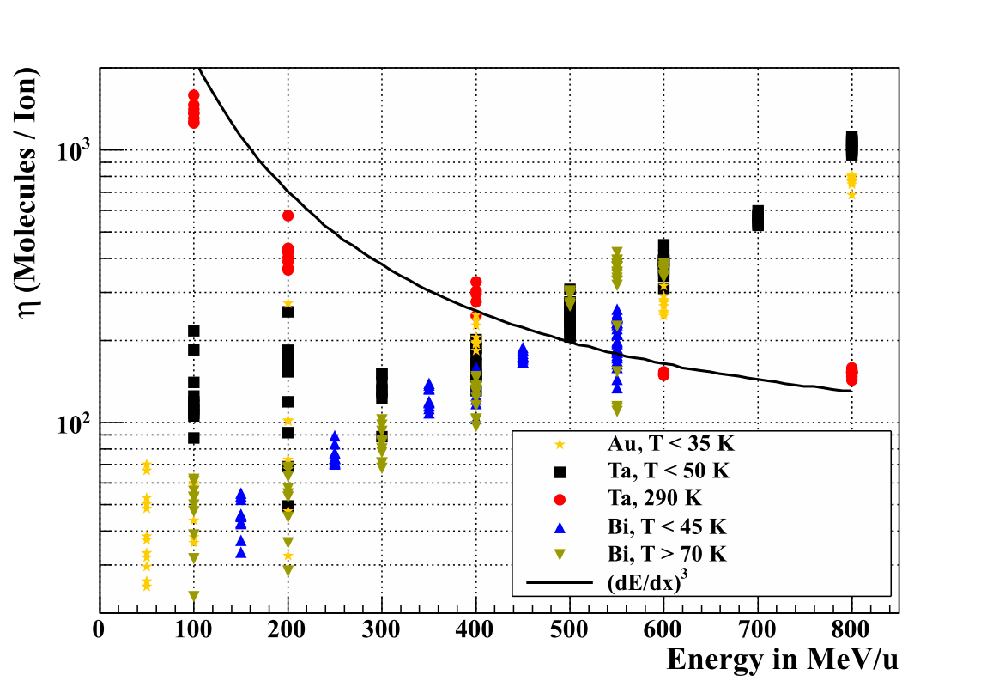 η (Molecules / Ion)
10³
10²
Au, T < 35 K
Ta, T < 50 K
Ta, 290 K
Bi, T < 45 K
Bi, T > 70 K
(dE/dx)³
0 100 200 300 400 500 600 700 800
Energy in MeV/u